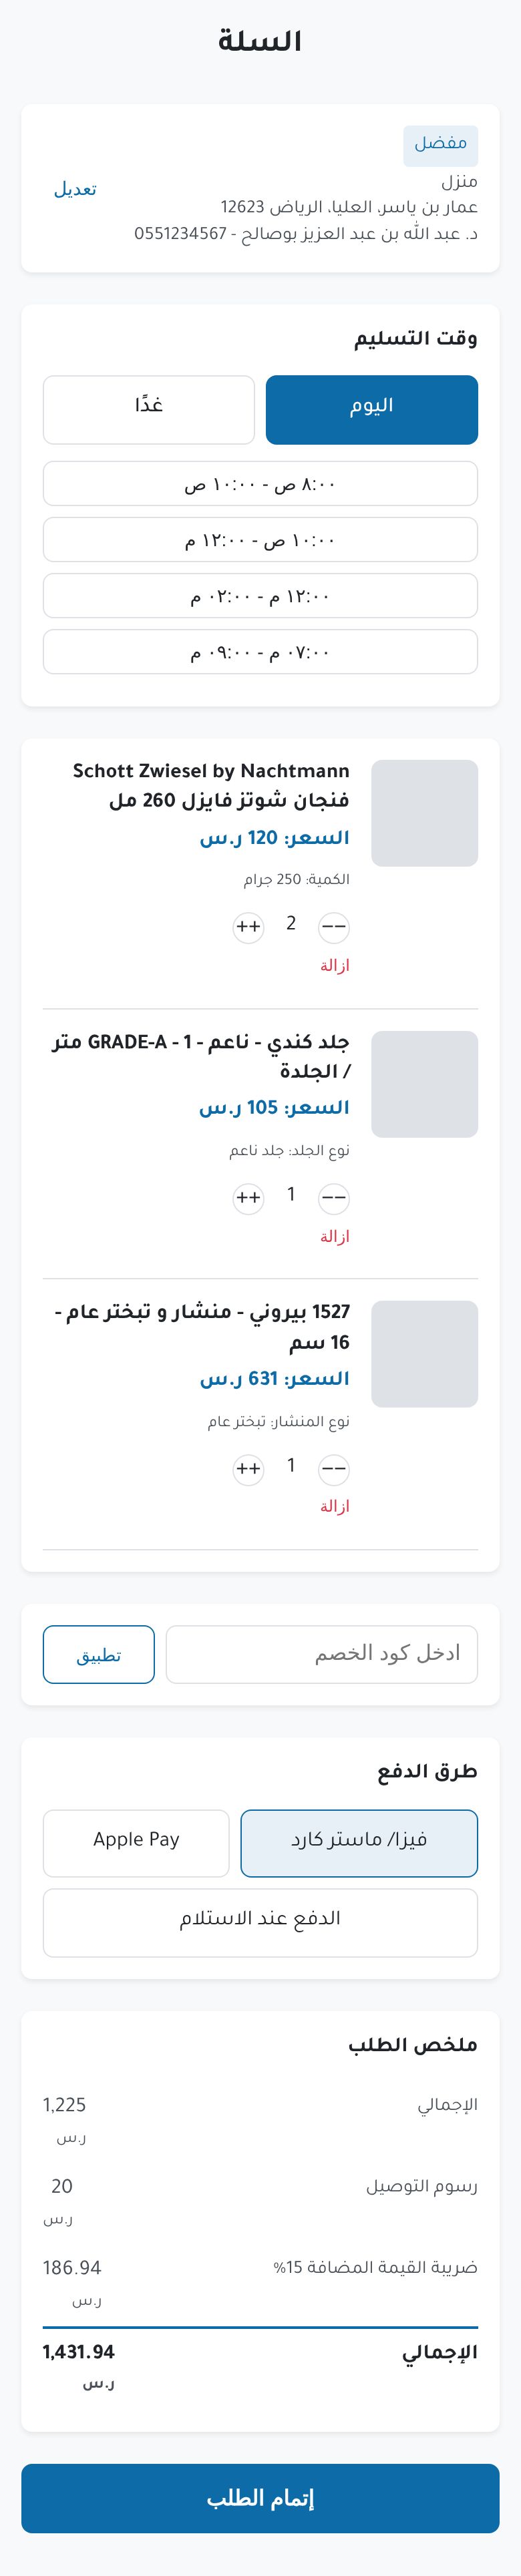 السلة
مفضل
منزل
عمار بن ياسر، العليا، الرياض 12623
د. عبد الله بن عبد العزيز بوصالح - 0551234567
تعديل
وقت التسليم
اليوم
غدًا
٨:٠٠ ص - ١٠:٠٠ ص
١٠:٠٠ ص - ١٢:٠٠ م
١٢:٠٠ م - ٠٢:٠٠ م
٠٧:٠٠ م - ٠٩:٠٠ م
Schott Zwiesel by Nachtmann
فنجان شوتز فايزل 260 مل
السعر: 120 ر.س
الكمية: 250 جرام
−− 2 ++
ازالة
جلد كندي - ناعم - GRADE-A - 1 متر
/ الجلدة
السعر: 105 ر.س
نوع الجلد: جلد ناعم
−− 1 ++
ازالة
1527 بيروني - منشار و تبختر عام -
16 سم
السعر: 631 ر.س
نوع المنشار: تبختر عام
−− 1 ++
ازالة
ادخل كود الخصم
تطبيق
طرق الدفع
فيزا/ ماستر كارد
Apple Pay
الدفع عند الاستلام
ملخص الطلب
الإجمالي 1,225
ر.س
رسوم التوصيل 20
ر.س
ضريبة القيمة المضافة 15% 186.94
ر.س
الإجمالي 1,431.94
ر.س
إتمام الطلب